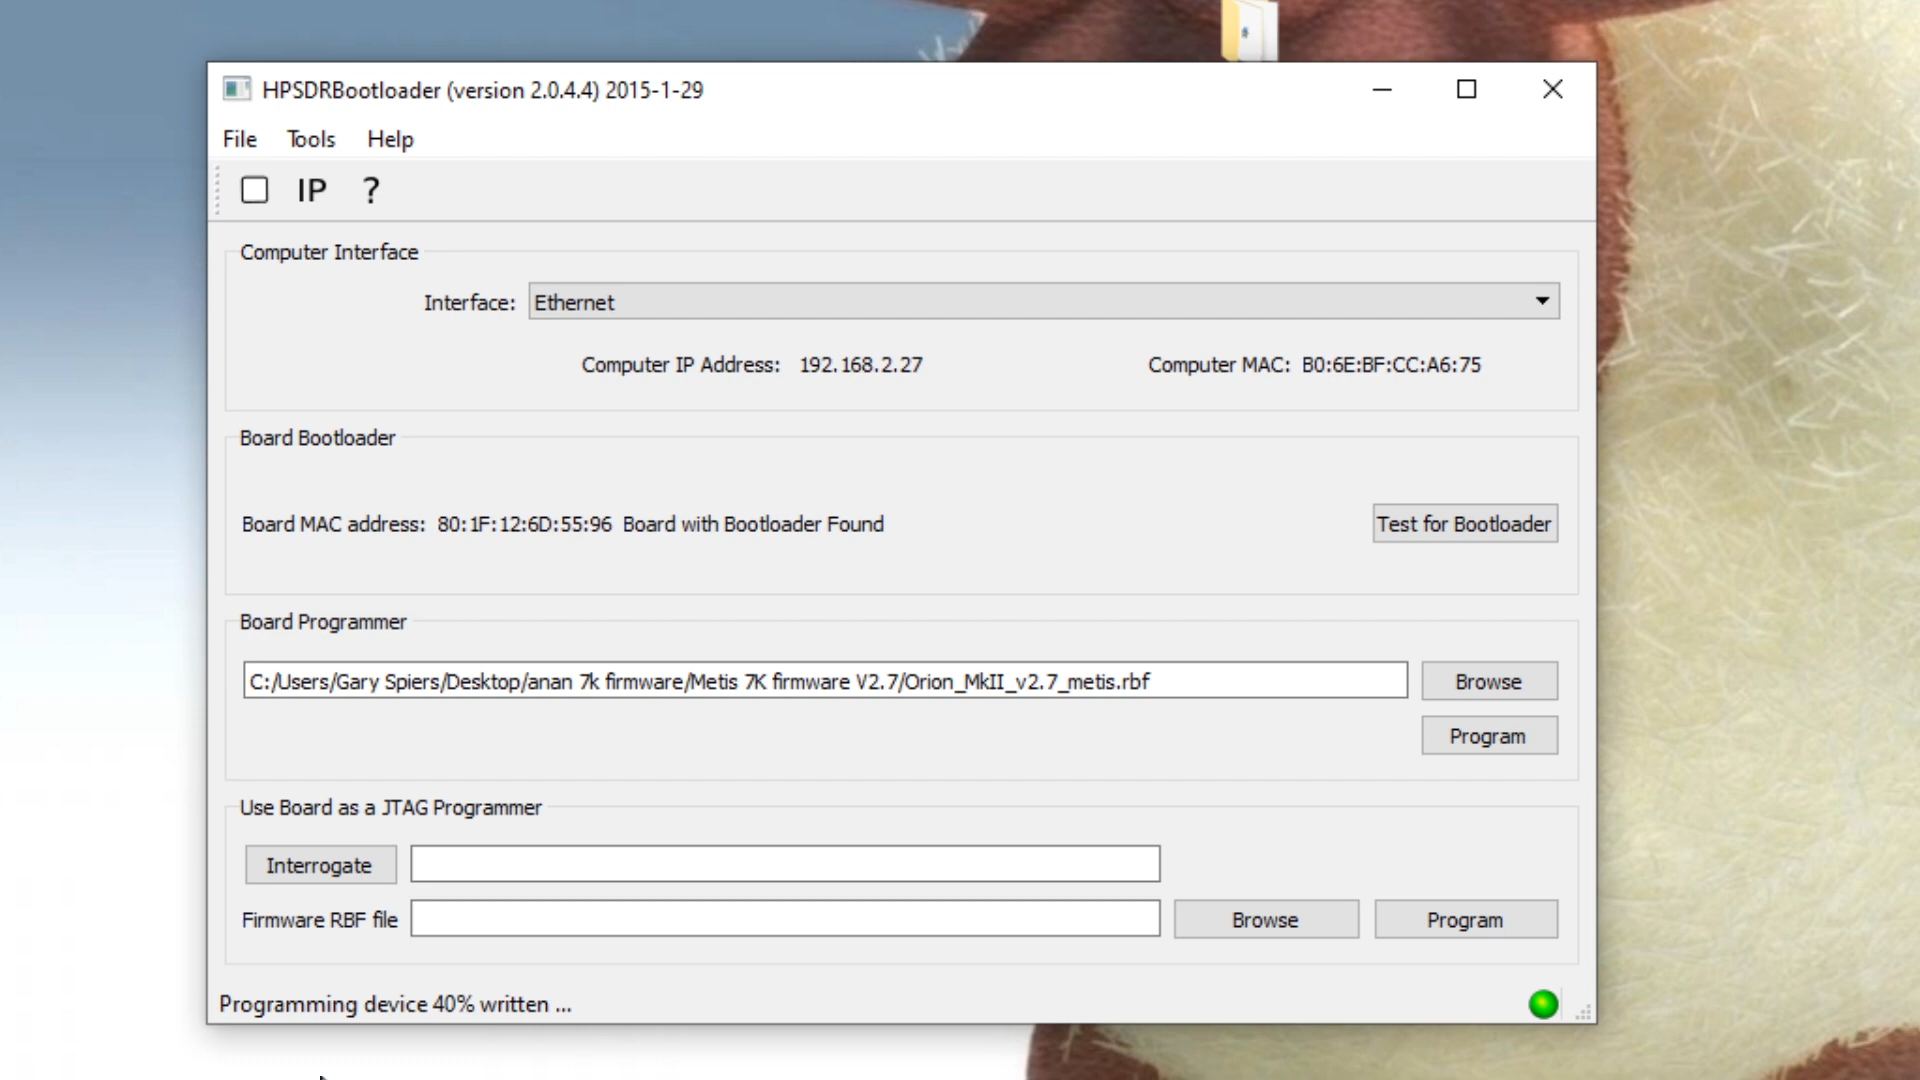 HPSDRBootloader (version 2.0.4.4) 2015-1-29
File Tools Help
IP ?
Computer Interface
Interface: Ethernet
Computer IP Address: 192.168.2.27 Computer MAC: B0:6E:BF:CC:A6:75
Board Bootloader
Board MAC address: 80:1F:12:6D:55:96 Board with Bootloader Found Test for Bootloader
Board Programmer
C:/Users/Gary Spiers/Desktop/anan 7k firmware/Metis 7K firmware V2.7/Orion_MkII_v2.7_metis.rbf Browse
Program
Use Board as a JTAG Programmer
Interrogate
Firmware RBF file Browse Program
Programming device 40% written ...